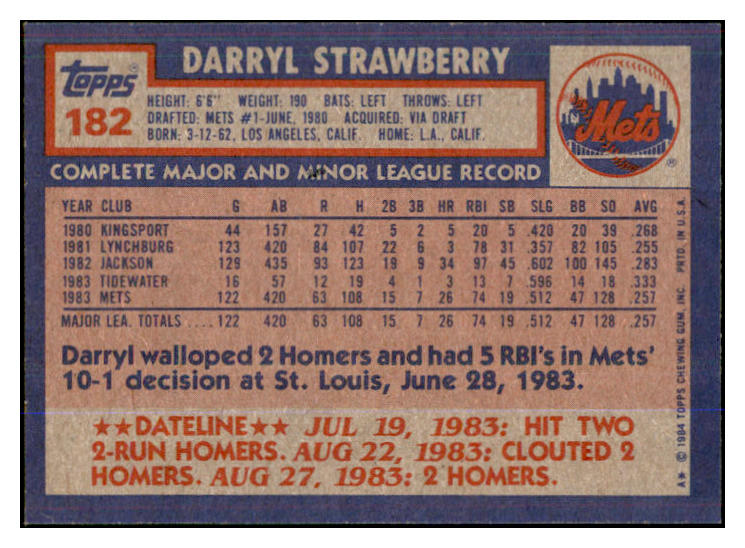 DARRYL STRAWBERRY
TOPPS®
182
HEIGHT: 6'6" WEIGHT: 190 BATS: LEFT THROWS: LEFT
DRAFTED: METS #1-JUNE, 1980 ACQUIRED: VIA DRAFT
BORN: 3-12-62, LOS ANGELES, CALIF. HOME: L.A., CALIF.
Mets
®
COMPLETE MAJOR AND MINOR LEAGUE RECORD
YEAR CLUB G AB R H 2B 3B HR RBI SB SLG BB SO AVG
1980 KINGSPORT 44 157 27 42 5 2 5 20 5 .420 20 39 .268
1981 LYNCHBURG 123 420 84 107 22 6 3 78 31 .357 82 105 .255
1982 JACKSON 129 435 93 123 19 9 34 97 45 .602 100 145 .283
1983 TIDEWATER 16 57 12 19 4 1 3 13 7 .596 14 18 .333
1983 METS 122 420 63 108 15 7 26 74 19 .512 47 128 .257
MAJOR LEA. TOTALS .... 122 420 63 108 15 7 26 74 19 .512 47 128 .257
Darryl walloped 2 Homers and had 5 RBI's in Mets'
10-1 decision at St. Louis, June 28, 1983.
★★DATELINE★★ JUL 19, 1983: HIT TWO
2-RUN HOMERS. AUG 22, 1983: CLOUTED 2
HOMERS. AUG 27, 1983: 2 HOMERS.
A* © 1984 TOPPS CHEWING GUM, INC. PRTD. IN U.S.A.